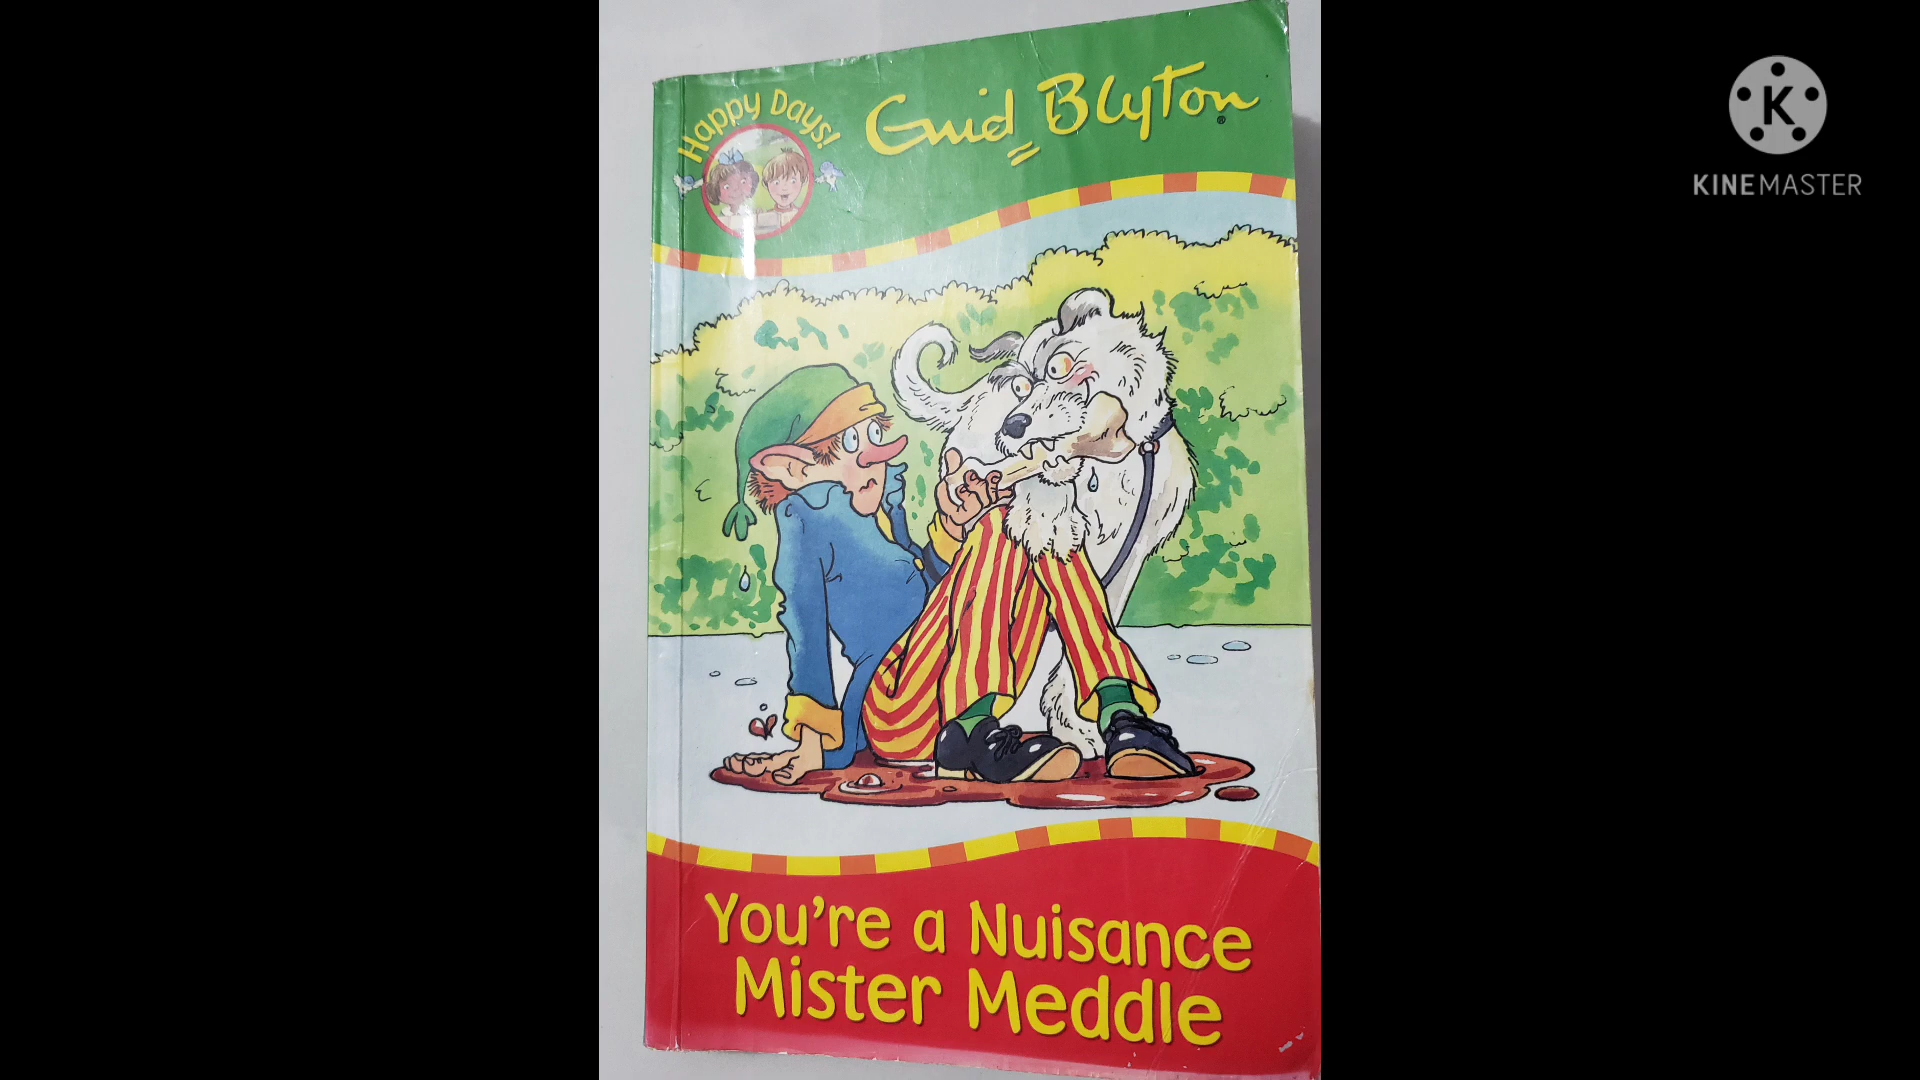 Happy Days!
Enid Blyton®
You're a Nuisance
Mister Meddle
K
KINEMASTER